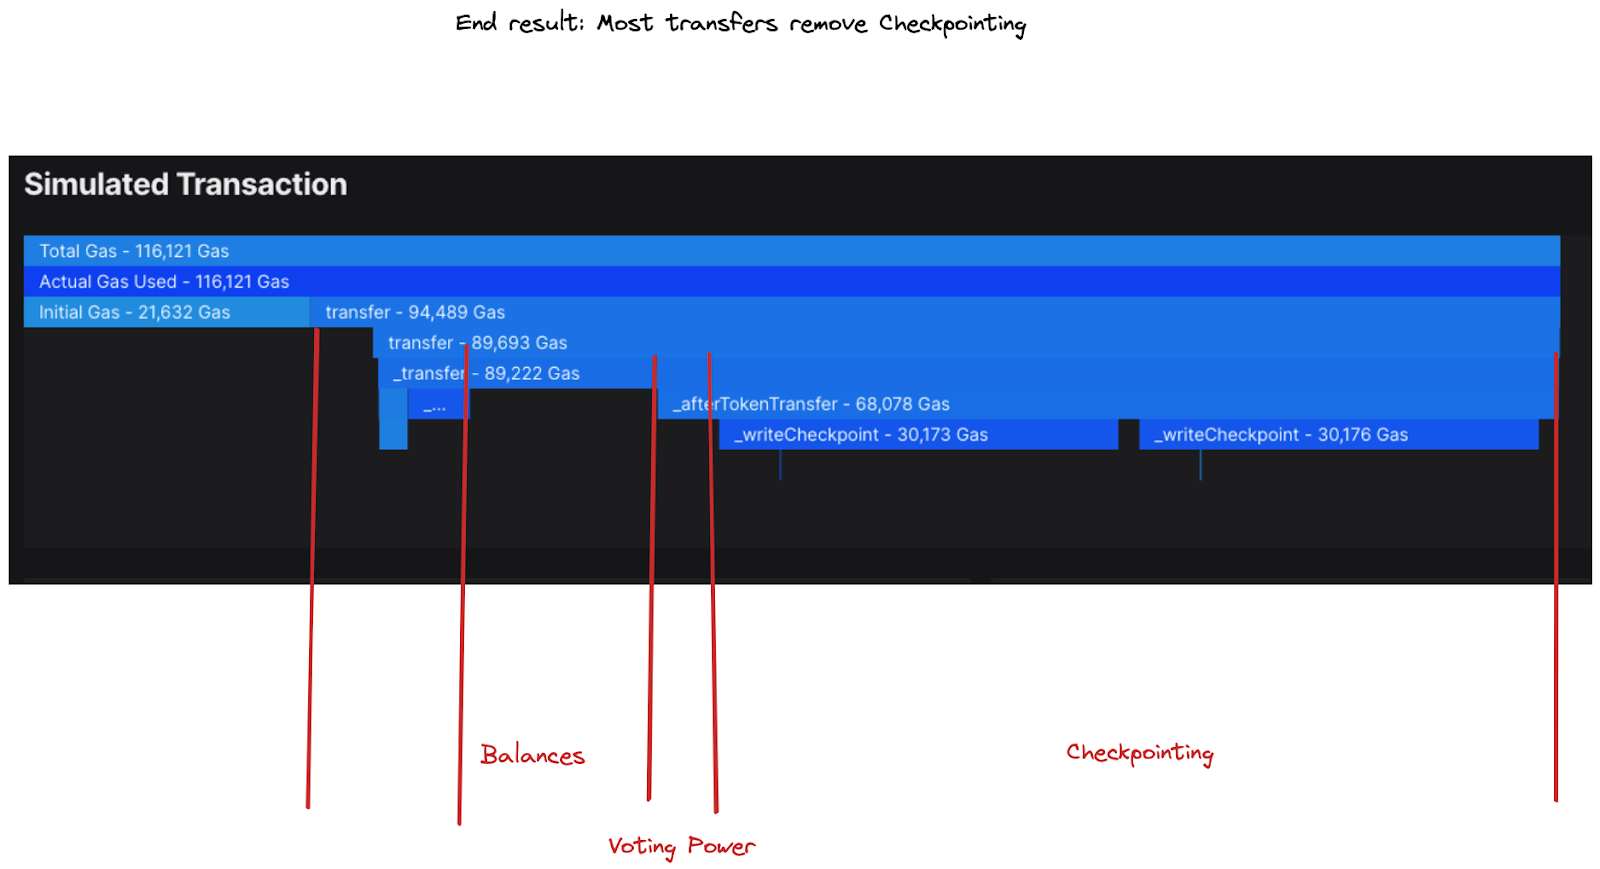 End result: Most transfers remove Checkpointing
Simulated Transaction
Total Gas - 116,121 Gas
Actual Gas Used - 116,121 Gas
Initial Gas - 21,632 Gas
transfer - 94,489 Gas
transfer - 89,693 Gas
_transfer - 89,222 Gas
_...
_afterTokenTransfer - 68,078 Gas
_writeCheckpoint - 30,173 Gas
_writeCheckpoint - 30,176 Gas
Balances
Checkpointing
Voting Power